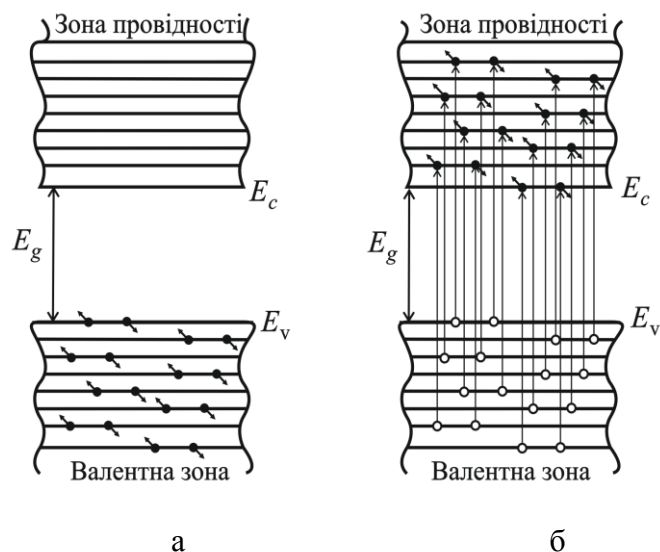 Зона провідності
E_c
E_g
E_v
Валентна зона
а
Зона провідності
E_c
E_g
E_v
Валентна зона
б